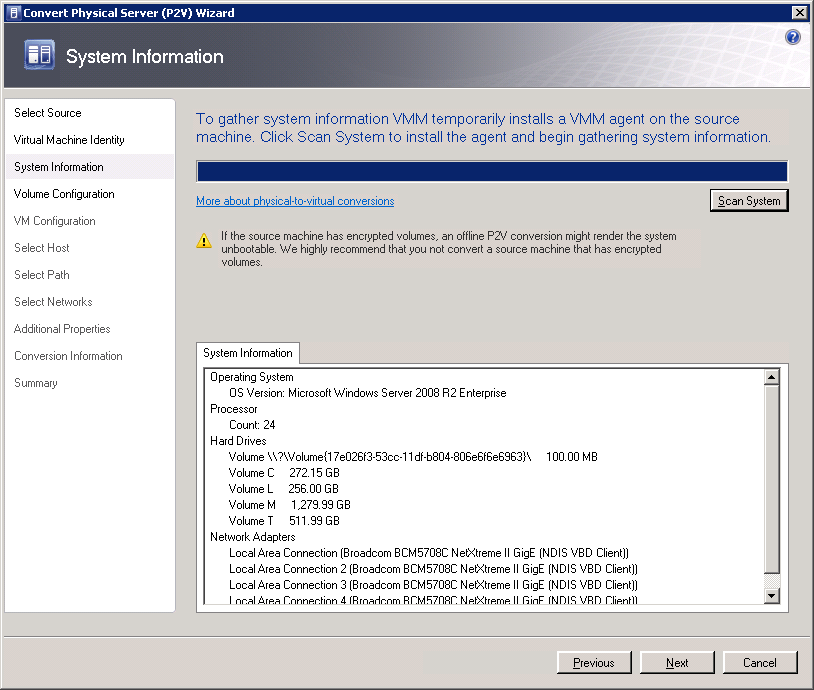 Convert Physical Server (P2V) Wizard
System Information
Select Source
Virtual Machine Identity
System Information
Volume Configuration
VM Configuration
Select Host
Select Path
Select Networks
Additional Properties
Conversion Information
Summary
To gather system information VMM temporarily installs a VMM agent on the source
machine. Click Scan System to install the agent and begin gathering system information.
More about physical-to-virtual conversions
Scan System
If the source machine has encrypted volumes, an offline P2V conversion might render the system
unbootable. We highly recommend that you not convert a source machine that has encrypted
volumes.
System Information
Operating System
OS Version: Microsoft Windows Server 2008 R2 Enterprise
Processor
Count: 24
Hard Drives
Volume \\?\Volume{17e026f3-53cc-11df-b804-806e6f6e6963}\ 100.00 MB
Volume C 272.15 GB
Volume L 256.00 GB
Volume M 1,279.99 GB
Volume T 511.99 GB
Network Adapters
Local Area Connection (Broadcom BCM5708C NetXtreme II GigE (NDIS VBD Client))
Local Area Connection 2 (Broadcom BCM5708C NetXtreme II GigE (NDIS VBD Client))
Local Area Connection 3 (Broadcom BCM5708C NetXtreme II GigE (NDIS VBD Client))
Local Area Connection 4 (Broadcom BCM5708C NetXtreme II GigE (NDIS VBD Client))
Previous
Next
Cancel